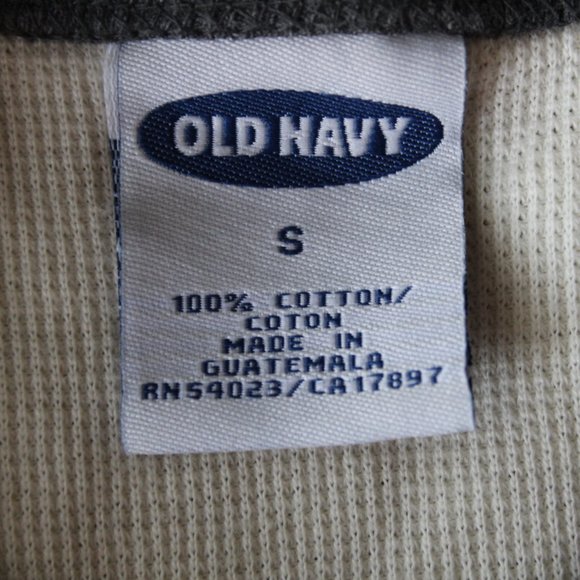 OLD NAVY
S
100% COTTON/
COTON
MADE IN
GUATEMALA
RN54023/CA17897